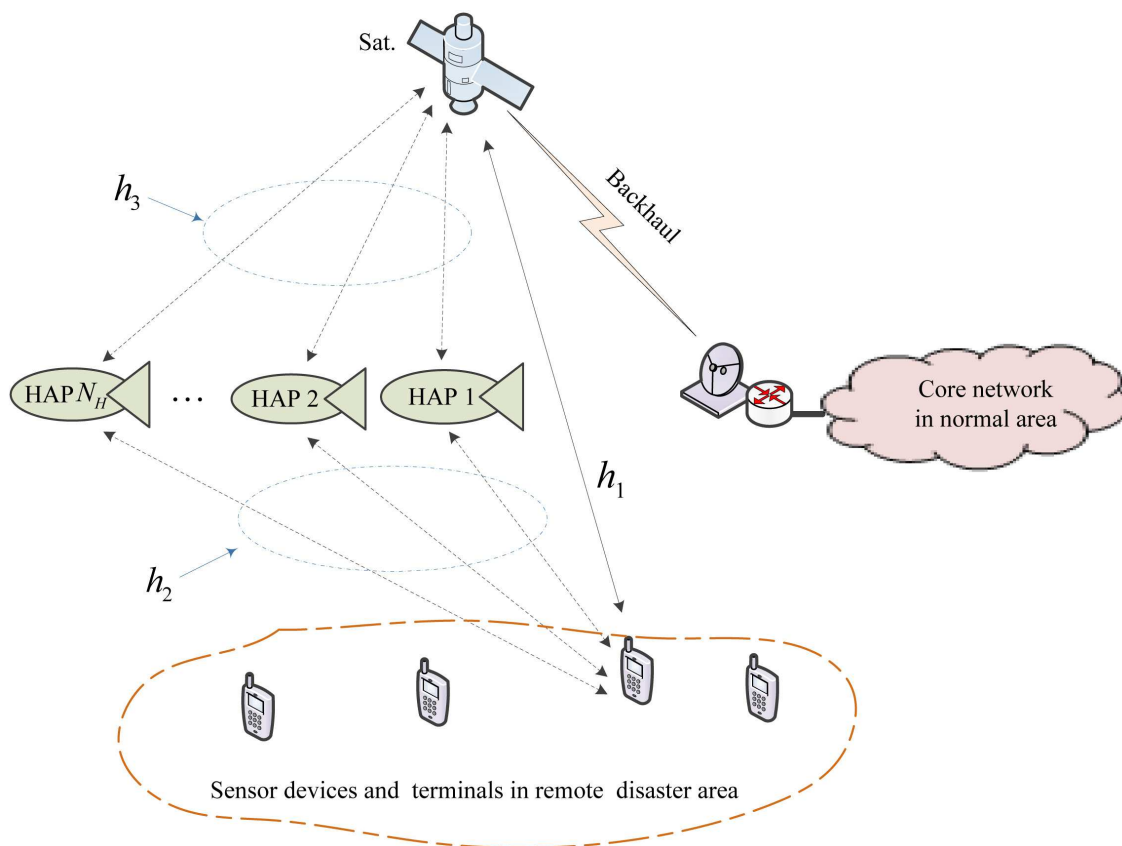 Sat.
h₃
Backhaul
HAP N_H
...
HAP 2
HAP 1
Core network
in normal area
h₁
h₂
Sensor devices and terminals in remote disaster area